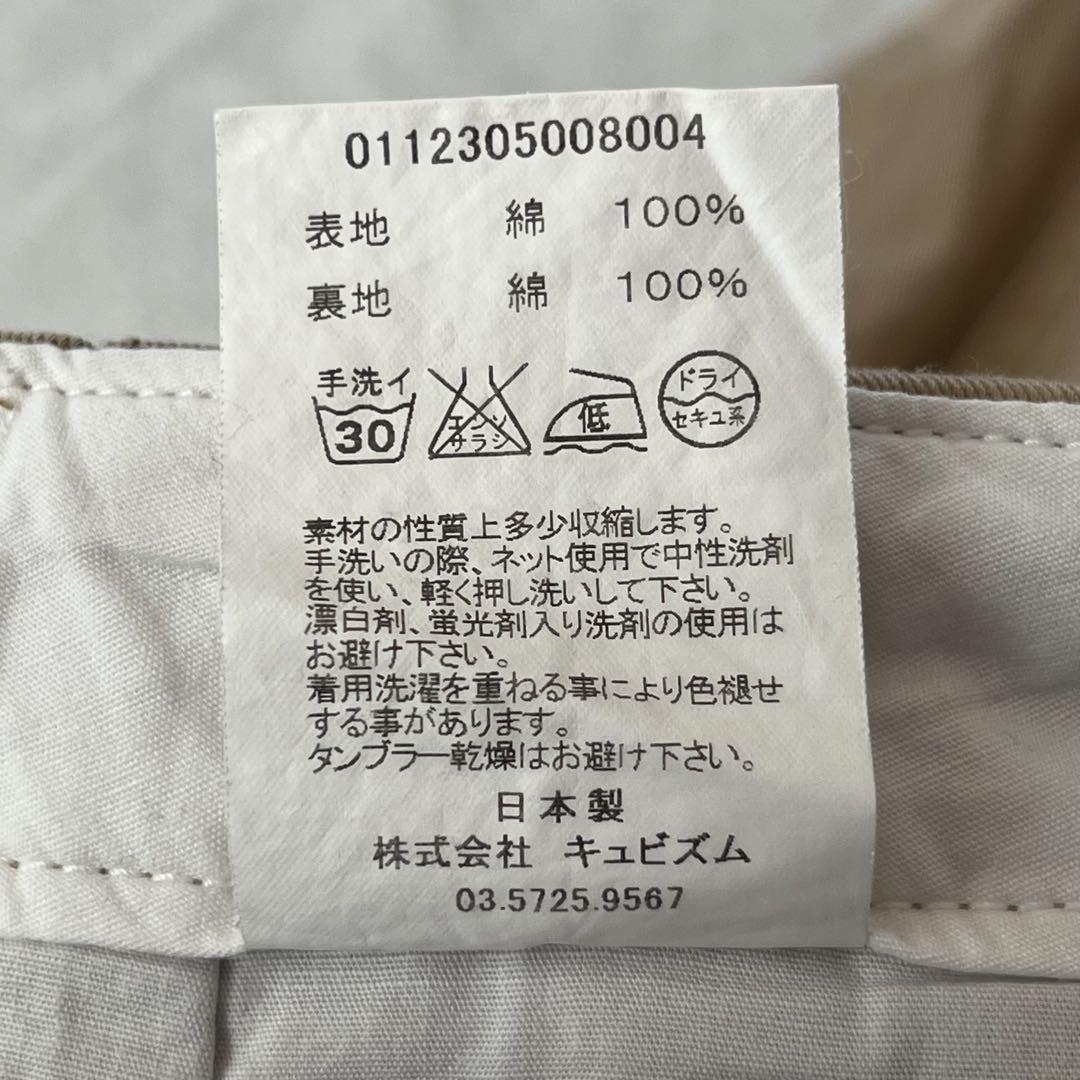 0112305008004
表地 綿 100%
裏地 綿 100%
手洗イ 30 エンソ サラシ 低 ドライ セキユ系
素材の性質上多少収縮します。
手洗いの際、ネット使用で中性洗剤
を使い、軽く押し洗いして下さい。
漂白剤、蛍光剤入り洗剤の使用は
お避け下さい。
着用洗濯を重ねる事により色褪せ
する事があります。
タンブラー乾燥はお避け下さい。
日本製
株式会社 キュビズム
03.5725.9567